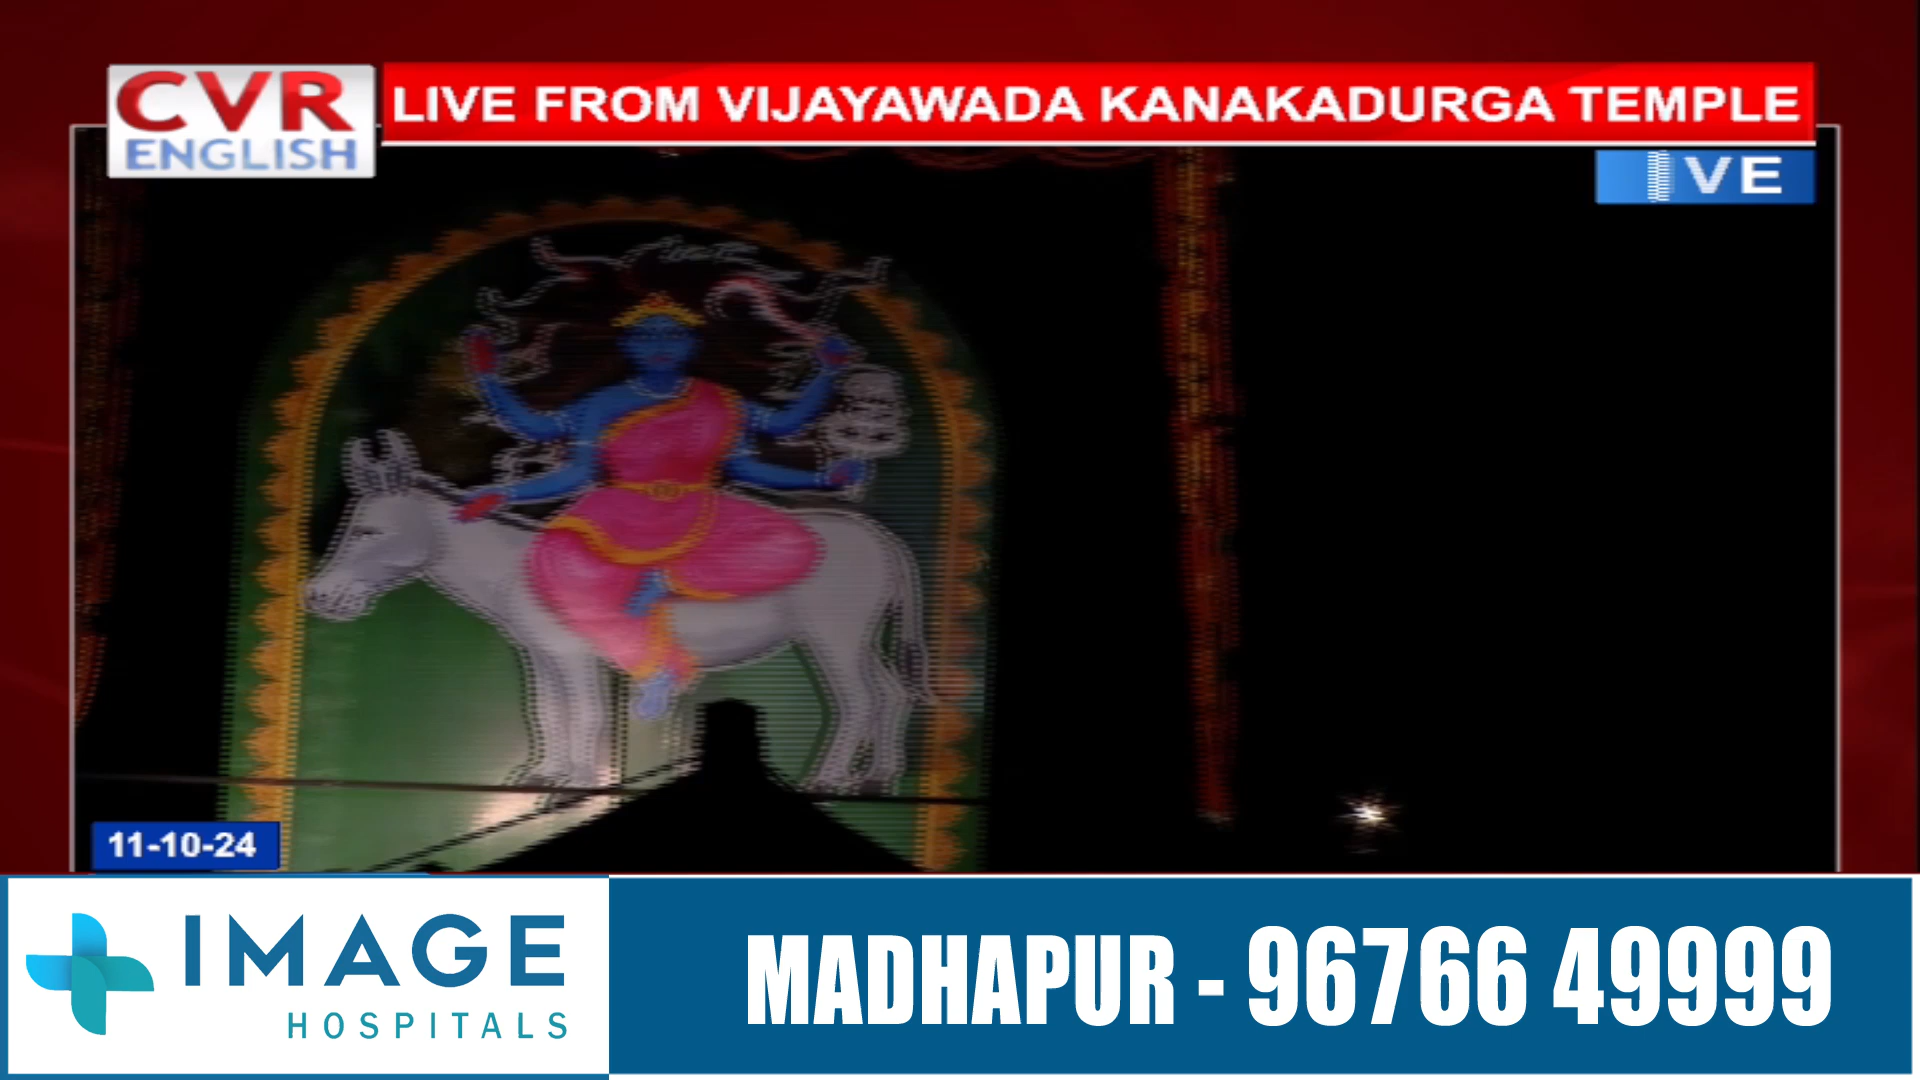 CVR
ENGLISH
LIVE FROM VIJAYAWADA KANAKADURGA TEMPLE
VE
11-10-24
IMAGE
HOSPITALS
MADHAPUR - 96766 49999